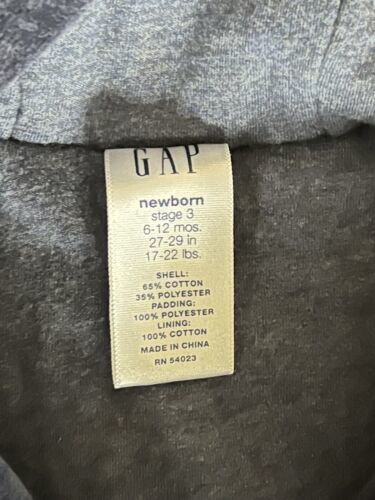 GAP
newborn
stage 3
6-12 mos.
27-29 in
17-22 lbs.
SHELL:
65% COTTON
35% POLYESTER
PADDING:
100% POLYESTER
LINING:
100% COTTON
MADE IN CHINA
RN 54023